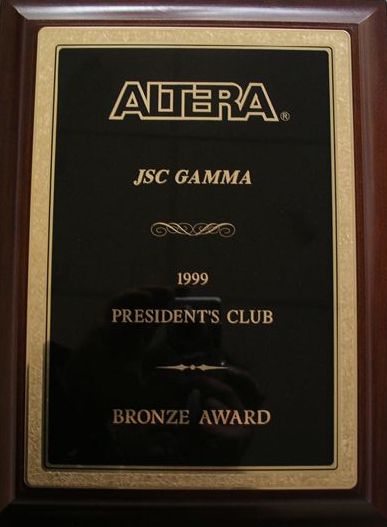 ALTERA®
JSC GAMMA
1999
PRESIDENT'S CLUB
BRONZE AWARD